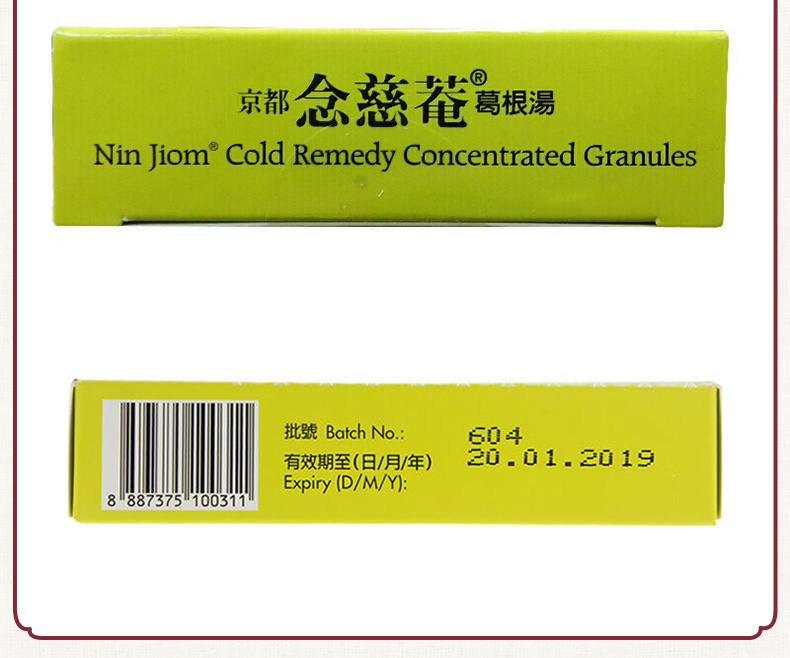 京都念慈菴®葛根湯
Nin Jiom® Cold Remedy Concentrated Granules
批號 Batch No.: 604
有效期至(日/月/年) 20.01.2019
Expiry (D/M/Y):
8 887375 100311